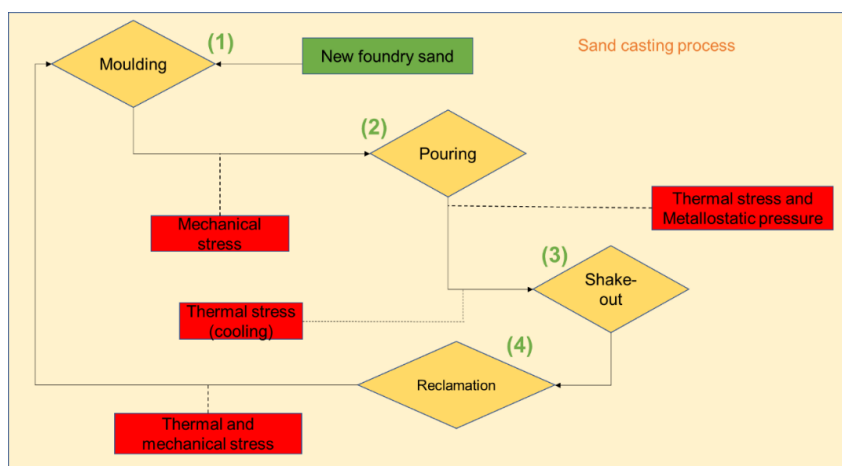 (1)
Moulding
New foundry sand
Sand casting process
(2)
Pouring
Mechanical
stress
Thermal stress and
Metallostatic pressure
(3)
Shake-
out
Thermal stress
(cooling)
(4)
Reclamation
Thermal and
mechanical stress